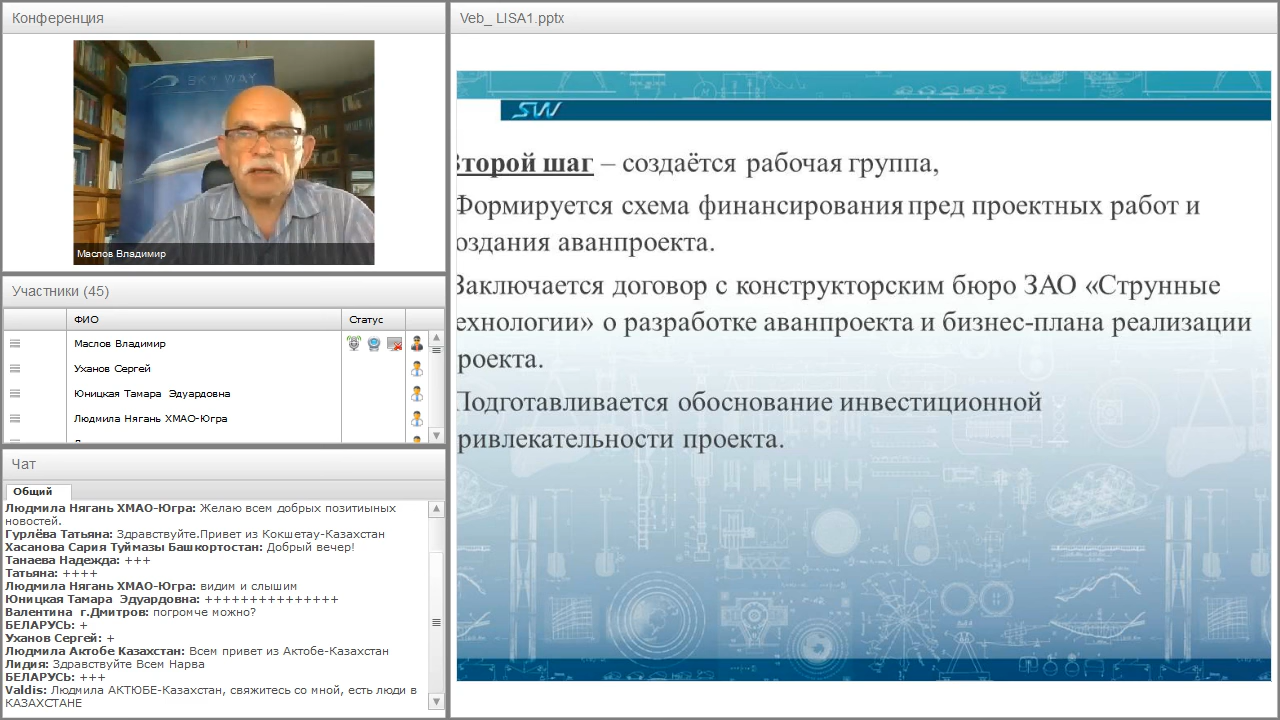 Конференция
SKY WAY
Маслов Владимир
Участники (45)
ФИО Статус
Маслов Владимир
Уханов Сергей
Юницкая Тамара Эдуардовна
Людмила Нягань ХМАО-Югра
Чат
Общий
Людмила Нягань ХМАО-Югра: Желаю всем добрых позитиыных
новостей.
Гурлёва Татьяна: Здравствуйте.Привет из Кокшетау-Казахстан
Хасанова Сария Туймазы Башкортостан: Добрый вечер!
Танаева Надежда: +++
Татьяна: ++++
Людмила Нягань ХМАО-Югра: видим и слышим
Юницкая Тамара Эдуардовна: +++++++++++++++
Валентина г.Дмитров: погромче можно?
БЕЛАРУСЬ: +
Уханов Сергей: +
Людмила Актобе Казахстан: Всем привет из Актобе-Казахстан
Лидия: Здравствуйте Всем Нарва
БЕЛАРУСЬ: +++
Valdis: Людмила АКТЮБЕ-Казахстан, свяжитесь со мной, есть люди в
КАЗАХСТАНЕ
Veb_ LISA1.pptx
SW
Второй шаг – создаётся рабочая группа,
Формируется схема финансирования пред проектных работ и
оздания аванпроекта.
Заключается договор с конструкторским бюро ЗАО «Струнные
ехнологии» о разработке аванпроекта и бизнес-плана реализации
роекта.
Подготавливается обоснование инвестиционной
ривлекательности проекта.